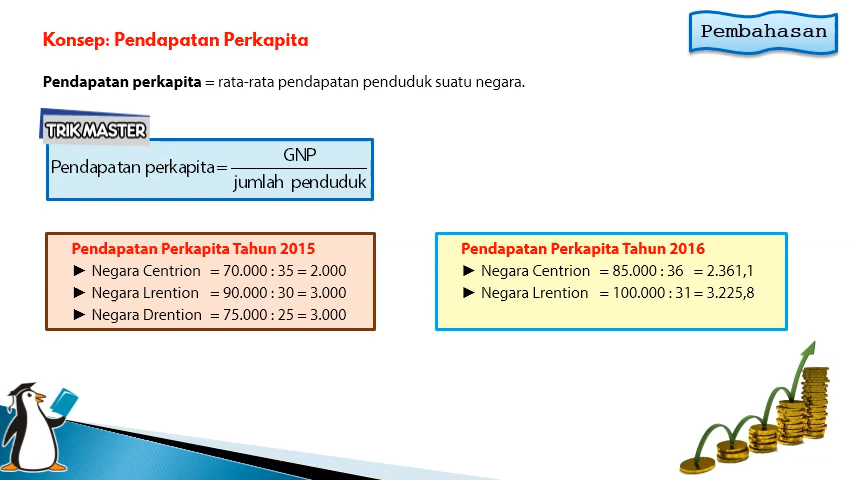 Pembahasan
Konsep: Pendapatan Perkapita
Pendapatan perkapita = rata-rata pendapatan penduduk suatu negara.
TRIK MASTER
Pendapatan perkapita = GNP
jumlah penduduk
Pendapatan Perkapita Tahun 2015
► Negara Centrion = 70.000 : 35 = 2.000
► Negara Lrention = 90.000 : 30 = 3.000
► Negara Drention = 75.000 : 25 = 3.000
Pendapatan Perkapita Tahun 2016
► Negara Centrion = 85.000 : 36 = 2.361,1
► Negara Lrention = 100.000 : 31 = 3.225,8